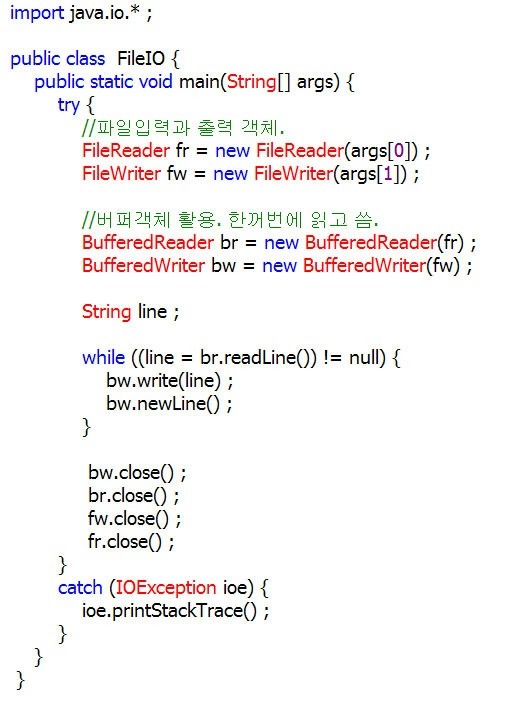 import java.io.* ;
public class  FileIO {
public static void main(String[] args) {
try {
//파일입력과 출력 객체.
FileReader fr = new FileReader(args[0]) ;
FileWriter fw = new FileWriter(args[1]) ;
//버퍼객체 활용. 한꺼번에 읽고 씀.
BufferedReader br = new BufferedReader(fr) ;
BufferedWriter bw = new BufferedWriter(fw) ;
String line ;
while ((line = br.readLine()) != null) {
bw.write(line) ;
bw.newLine() ;
}
bw.close() ;
br.close() ;
fw.close() ;
fr.close() ;
}
catch (IOException ioe) {
ioe.printStackTrace() ;
}
}
}